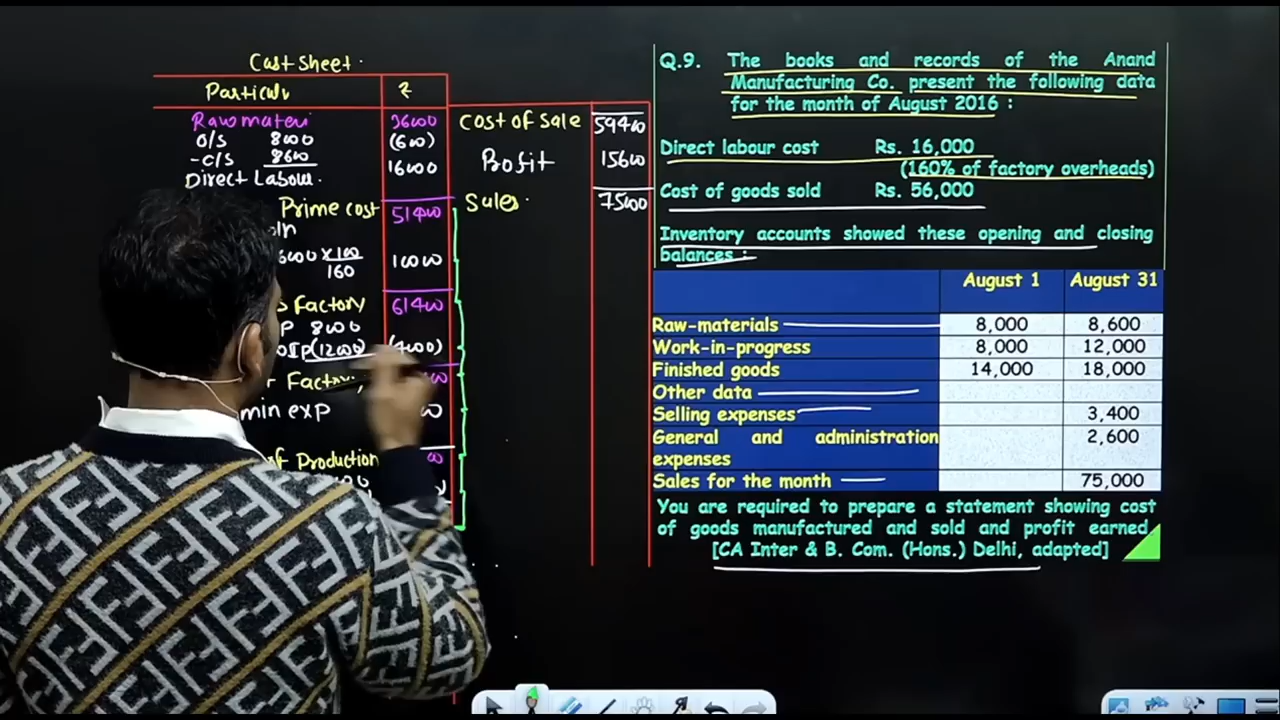 Cost sheet.
Particulr ₹
Raw materi 36000
O/S 8000 (600)
-C/S 8600
Direct Labour. 16000
Prime cost 51400
6000 x 100 10000
160
Factory 61400
8000
(12000) (4000)
Factory
min exp
of Production
Cost of Sale 59400
Profit 15600
Sales. 75000
Q.9. The books and records of the Anand
Manufacturing Co. present the following data
for the month of August 2016 :
Direct labour cost Rs. 16,000
(160% of factory overheads)
Cost of goods sold Rs. 56,000
Inventory accounts showed these opening and closing
balances :
August 1 August 31
Raw-materials 8,000 8,600
Work-in-progress 8,000 12,000
Finished goods 14,000 18,000
Other data
Selling expenses 3,400
General and administration 2,600
expenses
Sales for the month 75,000
You are required to prepare a statement showing cost
of goods manufactured and sold and profit earned.
[CA Inter & B. Com. (Hons.) Delhi, adapted]